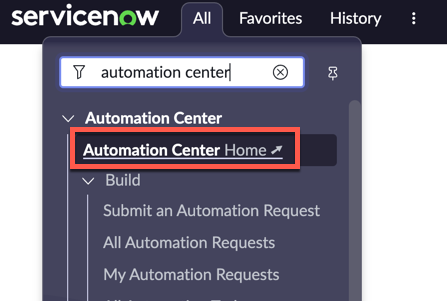 servicenow All Favorites History
automation center
Automation Center
Automation Center Home
Build
Submit an Automation Request
All Automation Requests
My Automation Requests